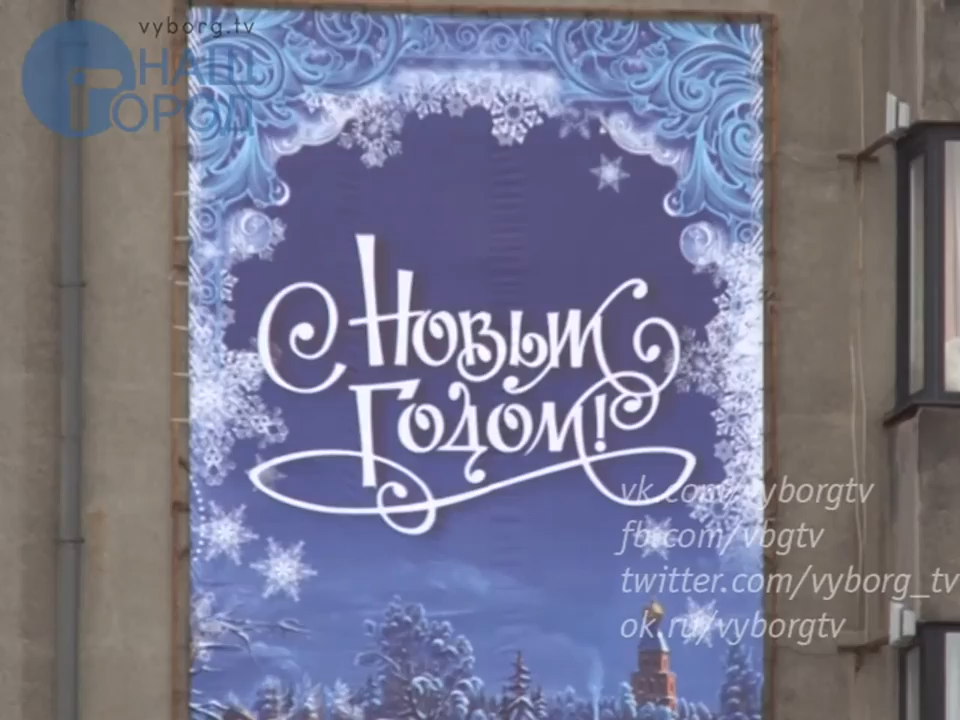 vyborg.tv
НАШ
ГОРОД
С Новым
Годом!
vk.com/vyborgtv
fb.com/vbgtv
twitter.com/vyborg_tv
ok.ru/vyborgtv